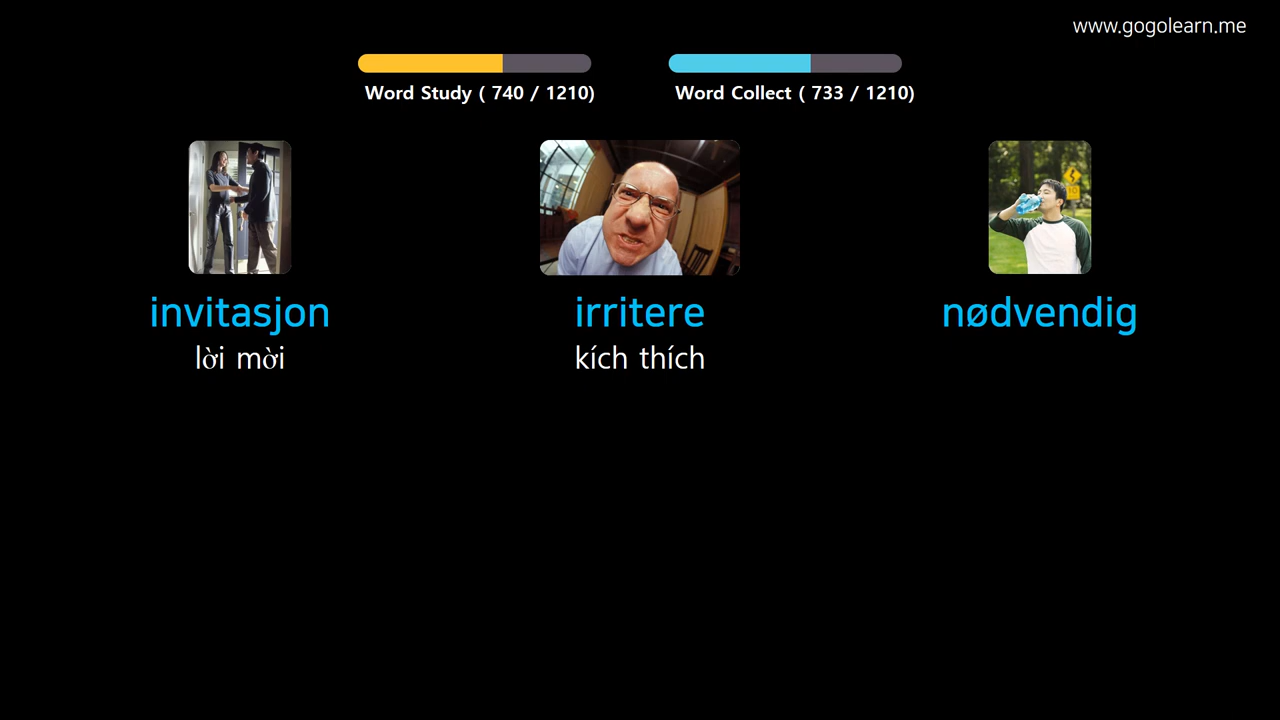 www.gogolearn.me
Word Study ( 740 / 1210)
Word Collect ( 733 / 1210)
invitasjon
lời mời
irritere
kích thích
nødvendig